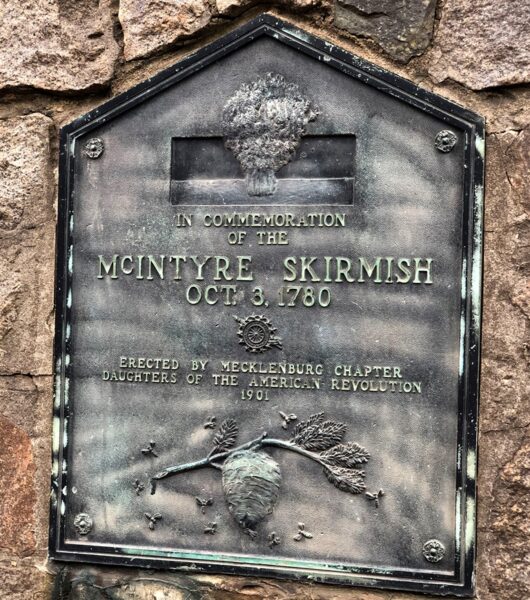 IN COMMEMORATION
OF THE
McINTYRE SKIRMISH
OCT. 3, 1780
ERECTED BY MECKLENBURG CHAPTER
DAUGHTERS OF THE AMERICAN REVOLUTION
1901